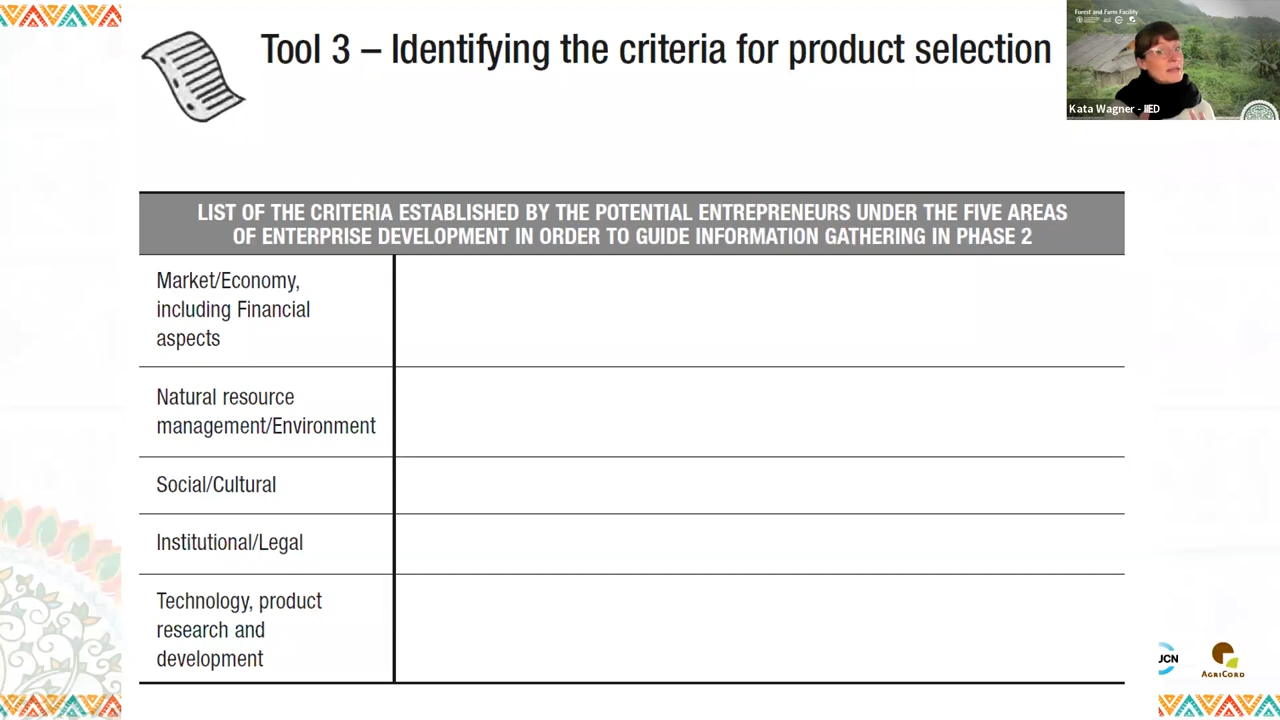 Tool 3 – Identifying the criteria for product selection
Forest and Farm Facility
Kata Wagner - IIED
LIST OF THE CRITERIA ESTABLISHED BY THE POTENTIAL ENTREPRENEURS UNDER THE FIVE AREAS
OF ENTERPRISE DEVELOPMENT IN ORDER TO GUIDE INFORMATION GATHERING IN PHASE 2
Market/Economy,
including Financial
aspects
Natural resource
management/Environment
Social/Cultural
Institutional/Legal
Technology, product
research and
development
JCN
AGRICORD